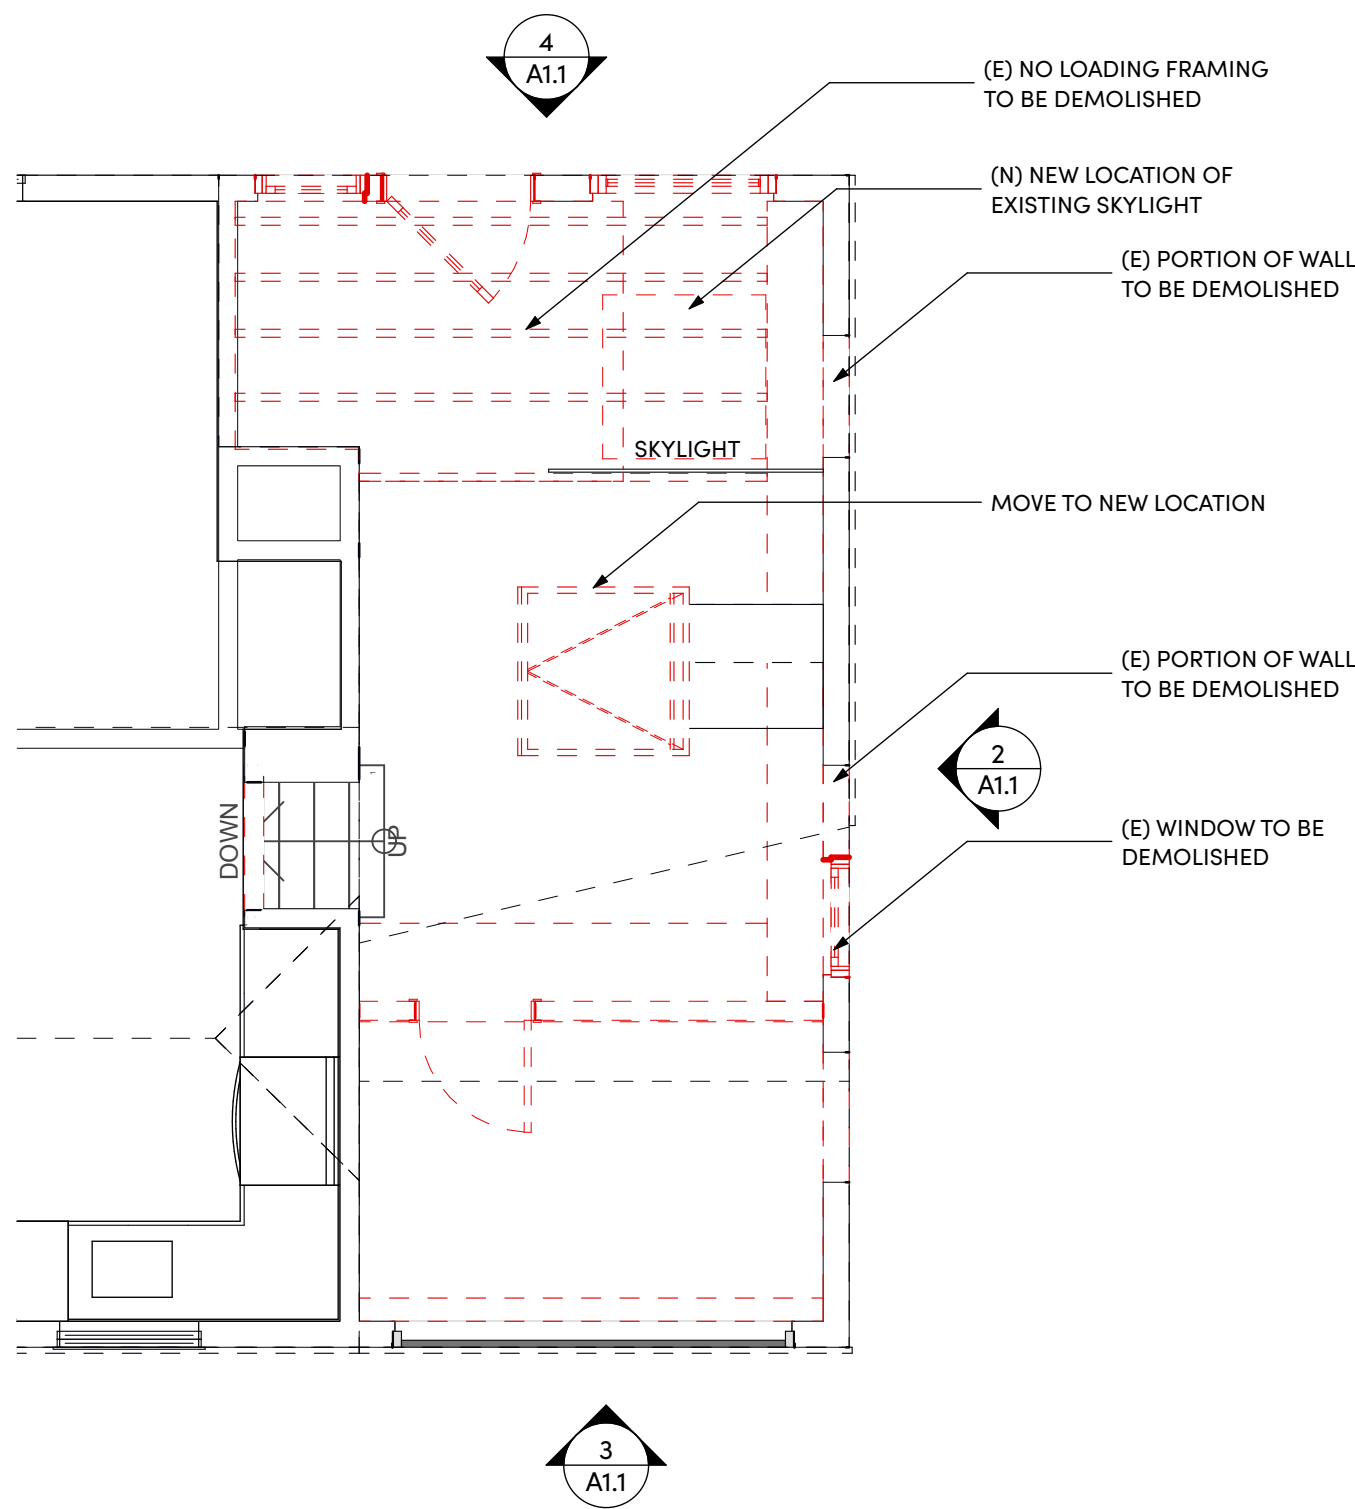 4
A1.1
(E) NO LOADING FRAMING
TO BE DEMOLISHED
(N) NEW LOCATION OF
EXISTING SKYLIGHT
(E) PORTION OF WALL
TO BE DEMOLISHED
SKYLIGHT
MOVE TO NEW LOCATION
(E) PORTION OF WALL
TO BE DEMOLISHED
2
A1.1
DOWN
UP
(E) WINDOW TO BE
DEMOLISHED
3
A1.1